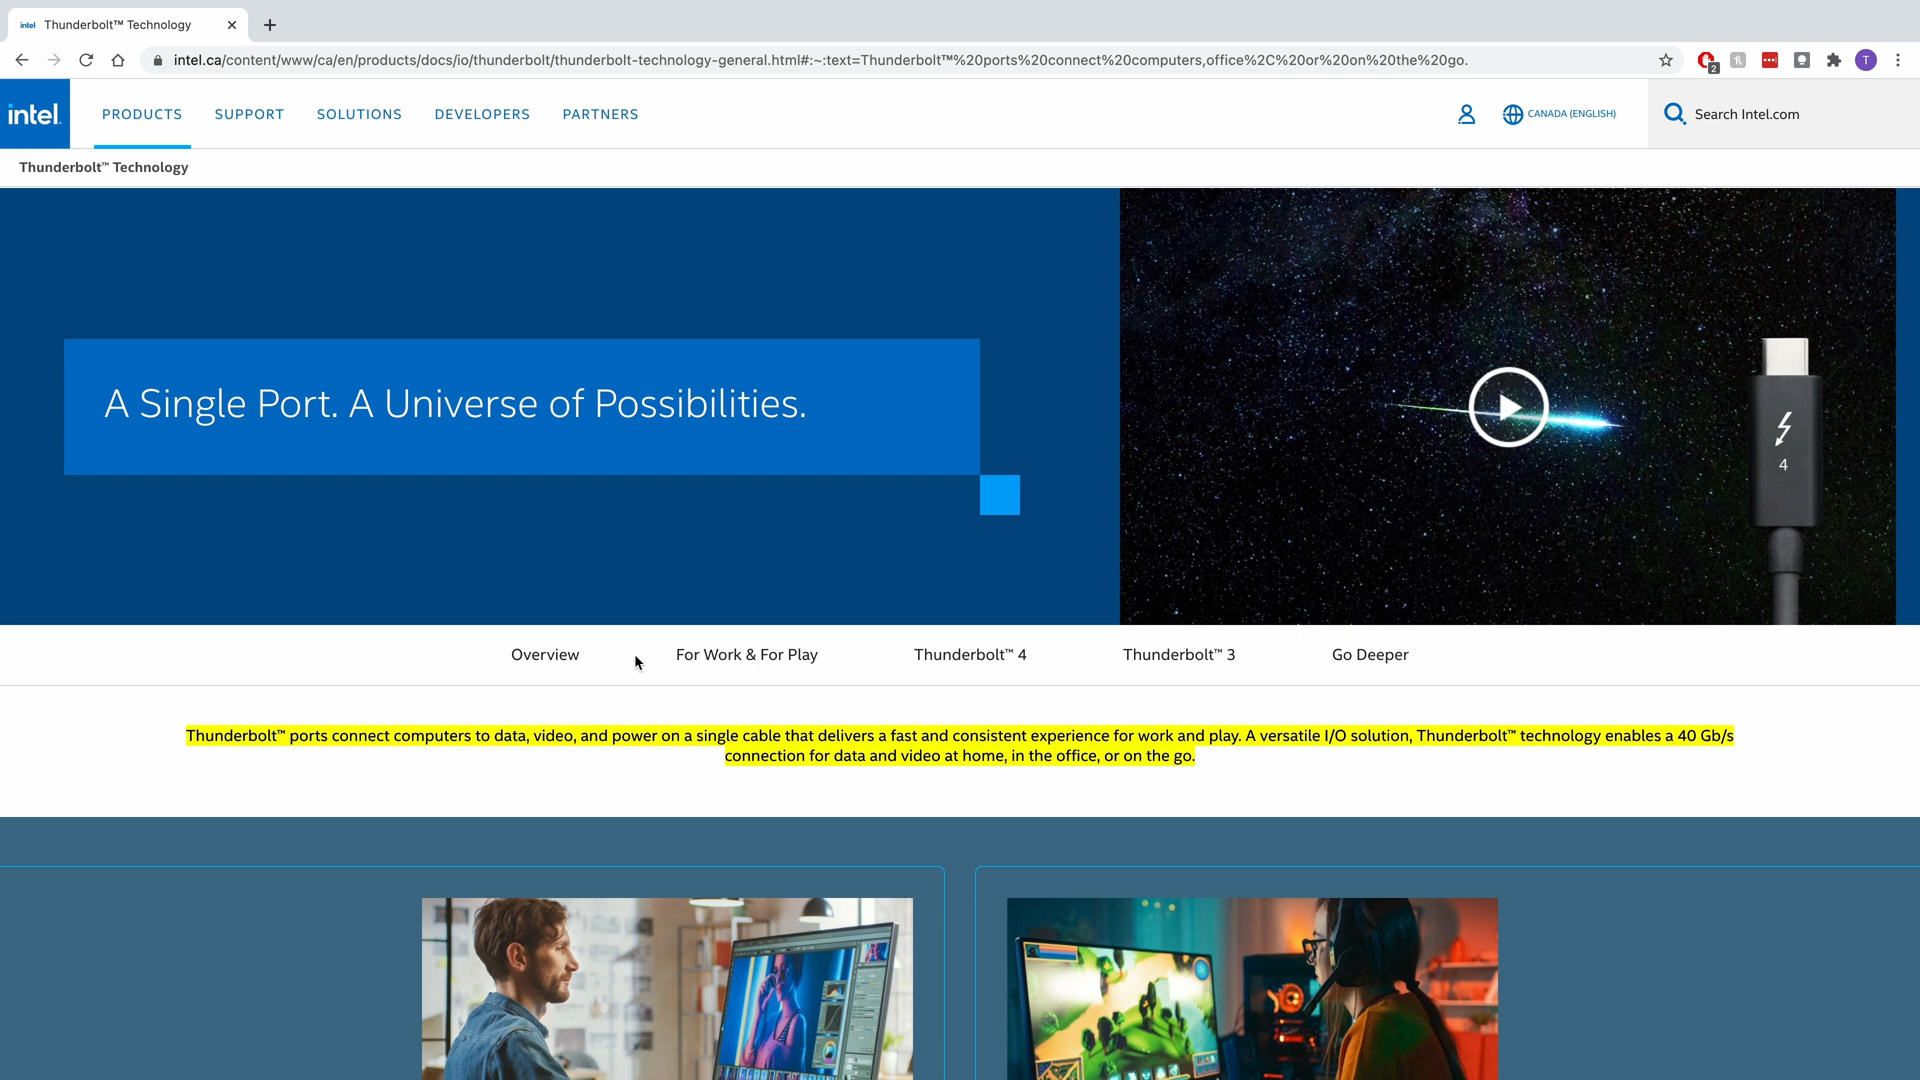 intel Thunderbolt™ Technology
intel.ca/content/www/ca/en/products/docs/io/thunderbolt/thunderbolt-technology-general.html#:~:text=Thunderbolt™%20ports%20connect%20computers,office%2C%20or%20on%20the%20go.
2
T
intel.
PRODUCTS
SUPPORT
SOLUTIONS
DEVELOPERS
PARTNERS
CANADA (ENGLISH)
Search Intel.com
Thunderbolt™ Technology
A Single Port. A Universe of Possibilities.
4
Overview
For Work & For Play
Thunderbolt™ 4
Thunderbolt™ 3
Go Deeper
Thunderbolt™ ports connect computers to data, video, and power on a single cable that delivers a fast and consistent experience for work and play. A versatile I/O solution, Thunderbolt™ technology enables a 40 Gb/s
connection for data and video at home, in the office, or on the go.